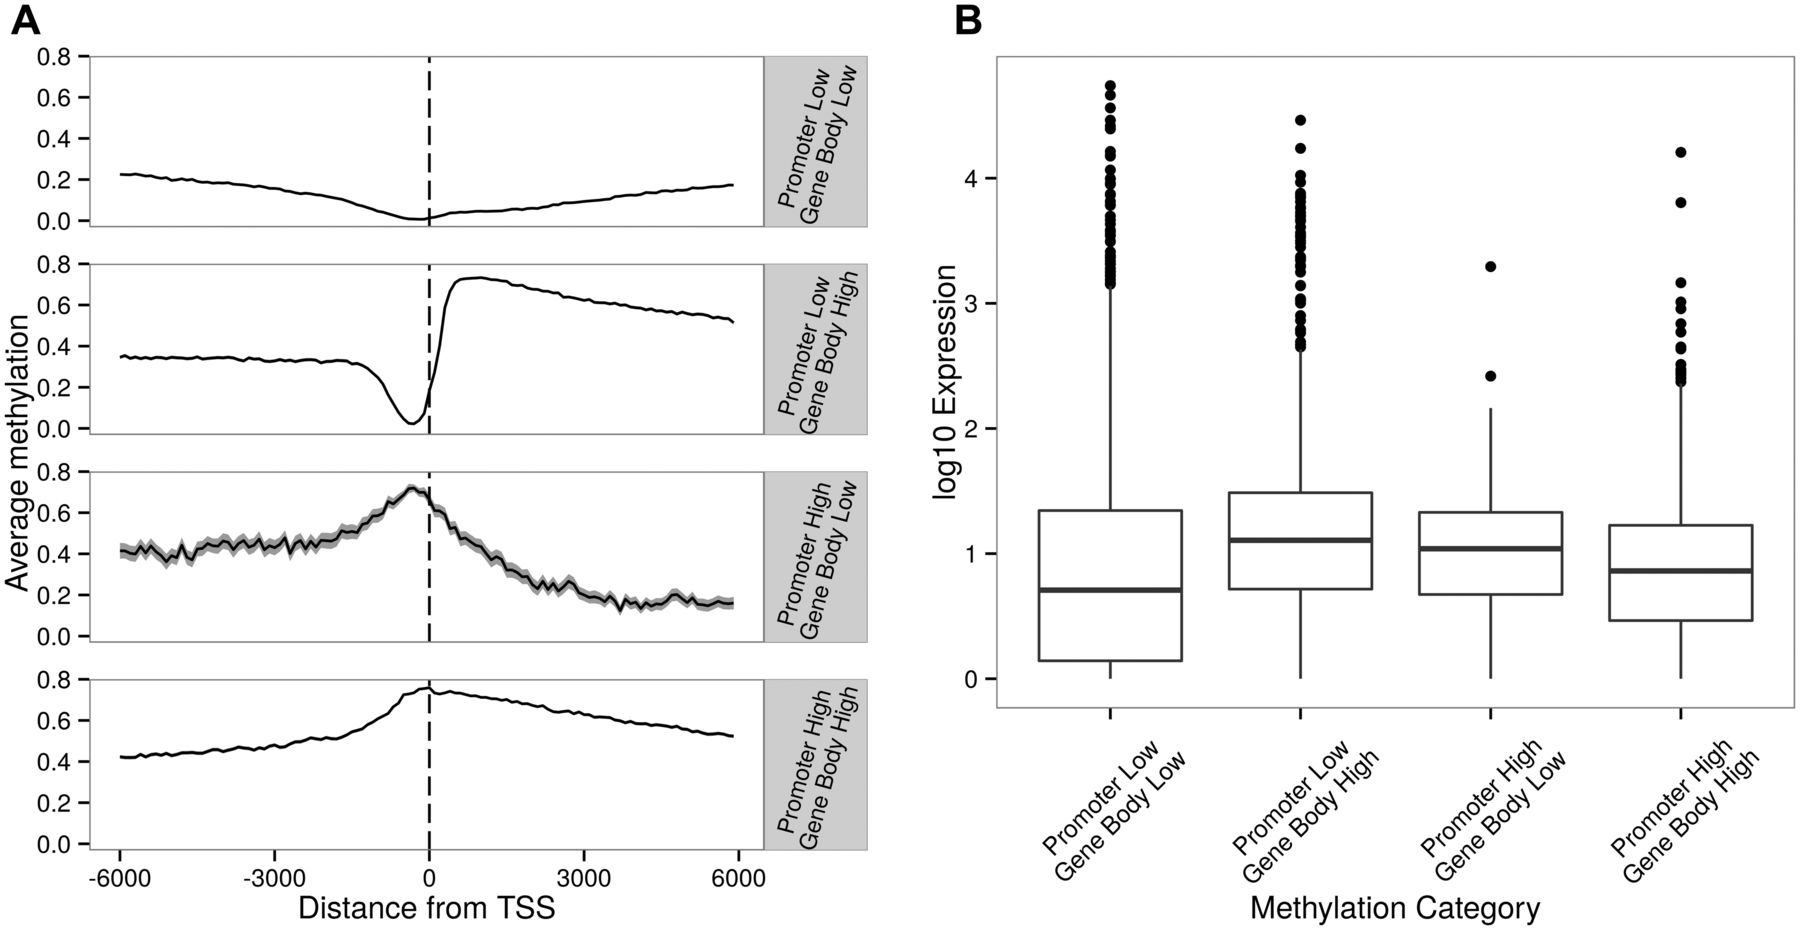 A
Average methylation
0.8
0.6
0.4
0.2
0.0
Promoter Low
Gene Body Low
0.8
0.6
0.4
0.2
0.0
Promoter Low
Gene Body High
0.8
0.6
0.4
0.2
0.0
Promoter High
Gene Body Low
0.8
0.6
0.4
0.2
0.0
Promoter High
Gene Body High
-6000
-3000
0
3000
6000
Distance from TSS
B
log10 Expression
4
3
2
1
0
Promoter Low
Gene Body Low
Promoter Low
Gene Body High
Promoter High
Gene Body Low
Promoter High
Gene Body High
Methylation Category